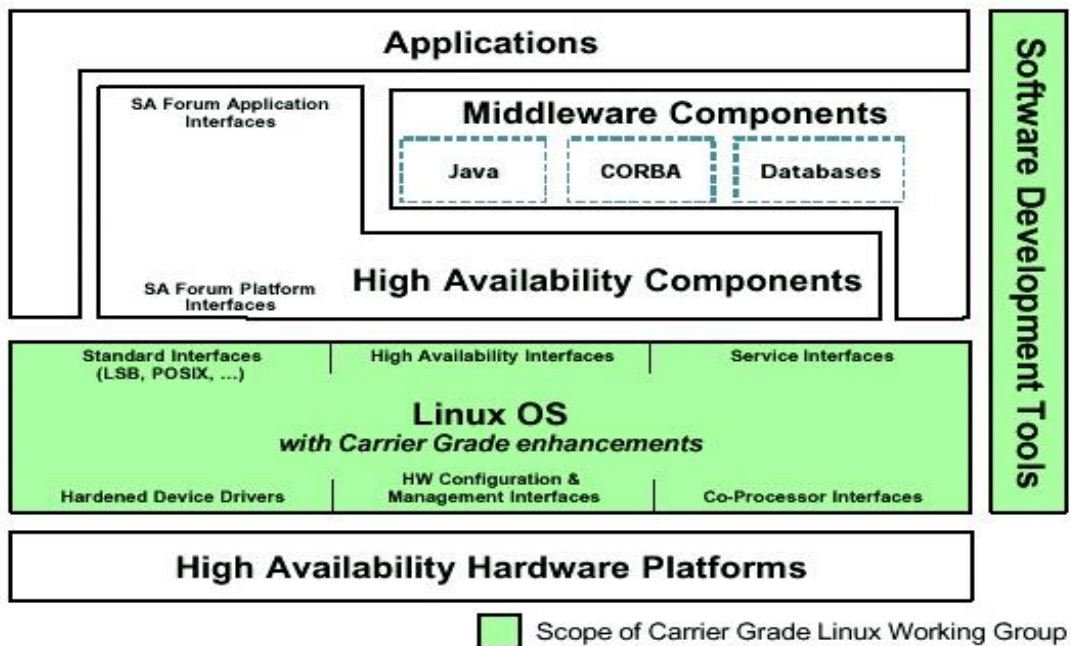 Applications
SA Forum Application
Interfaces
Middleware Components
Java
CORBA
Databases
SA Forum Platform
Interfaces
High Availability Components
Standard Interfaces
(LSB, POSIX, ...)
High Availability Interfaces
Service Interfaces
Linux OS
with Carrier Grade enhancements
Hardened Device Drivers
HW Configuration &
Management Interfaces
Co-Processor Interfaces
High Availability Hardware Platforms
Software Development Tools
Scope of Carrier Grade Linux Working Group